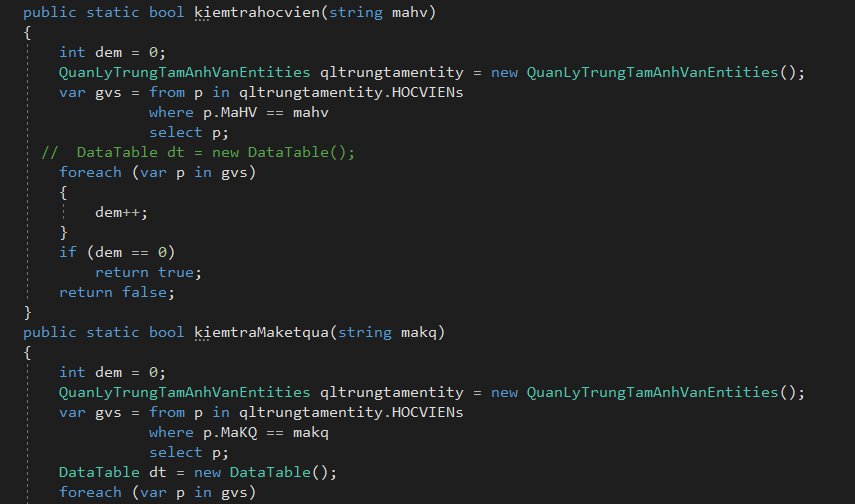 public static bool kiemtrahocvien(string mahv)
{
    int dem = 0;
    QuanLyTrungTamAnhVanEntities qltrungtamentity = new QuanLyTrungTamAnhVanEntities();
    var gvs = from p in qltrungtamentity.HOCVIENs
              where p.MaHV == mahv
              select p;
  //  DataTable dt = new DataTable();
    foreach (var p in gvs)
    {
        dem++;
    }
    if (dem == 0)
        return true;
    return false;
}
public static bool kiemtraMaketqua(string makq)
{
    int dem = 0;
    QuanLyTrungTamAnhVanEntities qltrungtamentity = new QuanLyTrungTamAnhVanEntities();
    var gvs = from p in qltrungtamentity.HOCVIENs
              where p.MaKQ == makq
              select p;
    DataTable dt = new DataTable();
    foreach (var p in gvs)